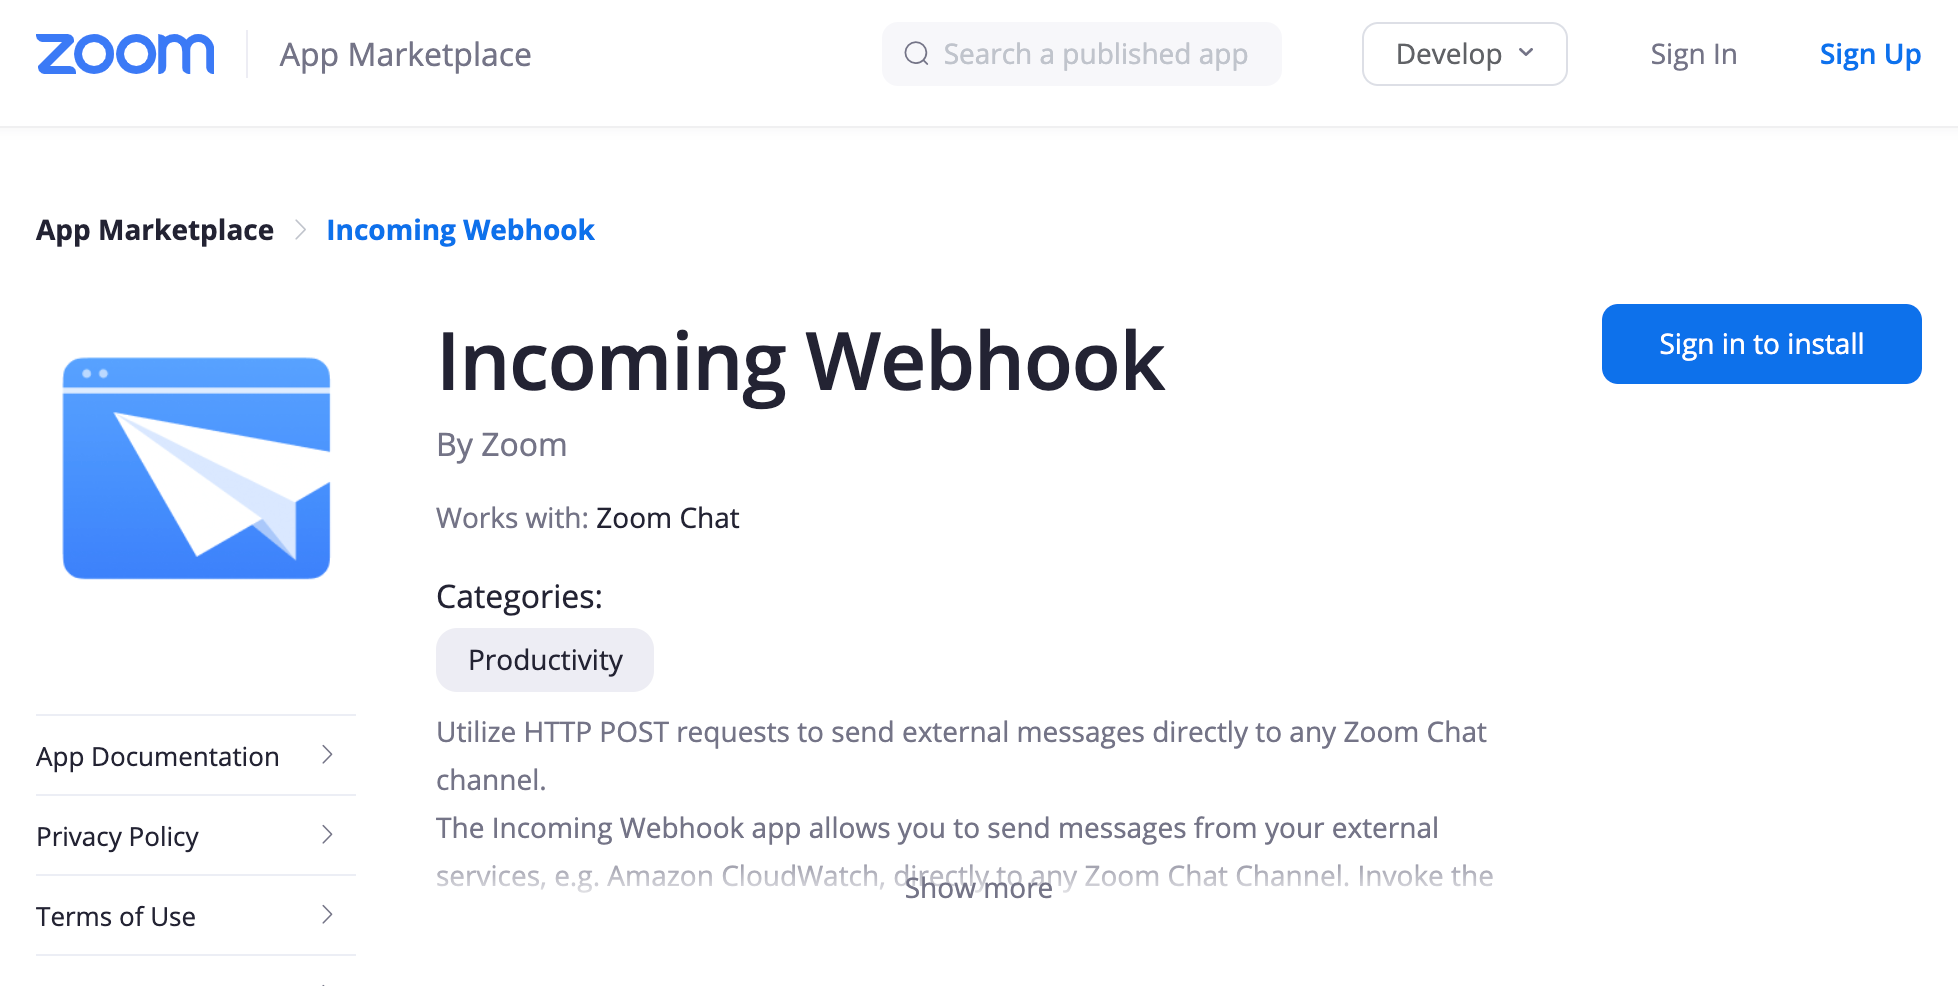 zoom App Marketplace Search a published app Develop Sign In Sign Up
App Marketplace Incoming Webhook
Incoming Webhook
Sign in to install
By Zoom
Works with: Zoom Chat
Categories:
Productivity
Utilize HTTP POST requests to send external messages directly to any Zoom Chat
channel.
The Incoming Webhook app allows you to send messages from your external
services, e.g. Amazon CloudWatch, directly to any Zoom Chat Channel. Invoke the
Show more
App Documentation
Privacy Policy
Terms of Use